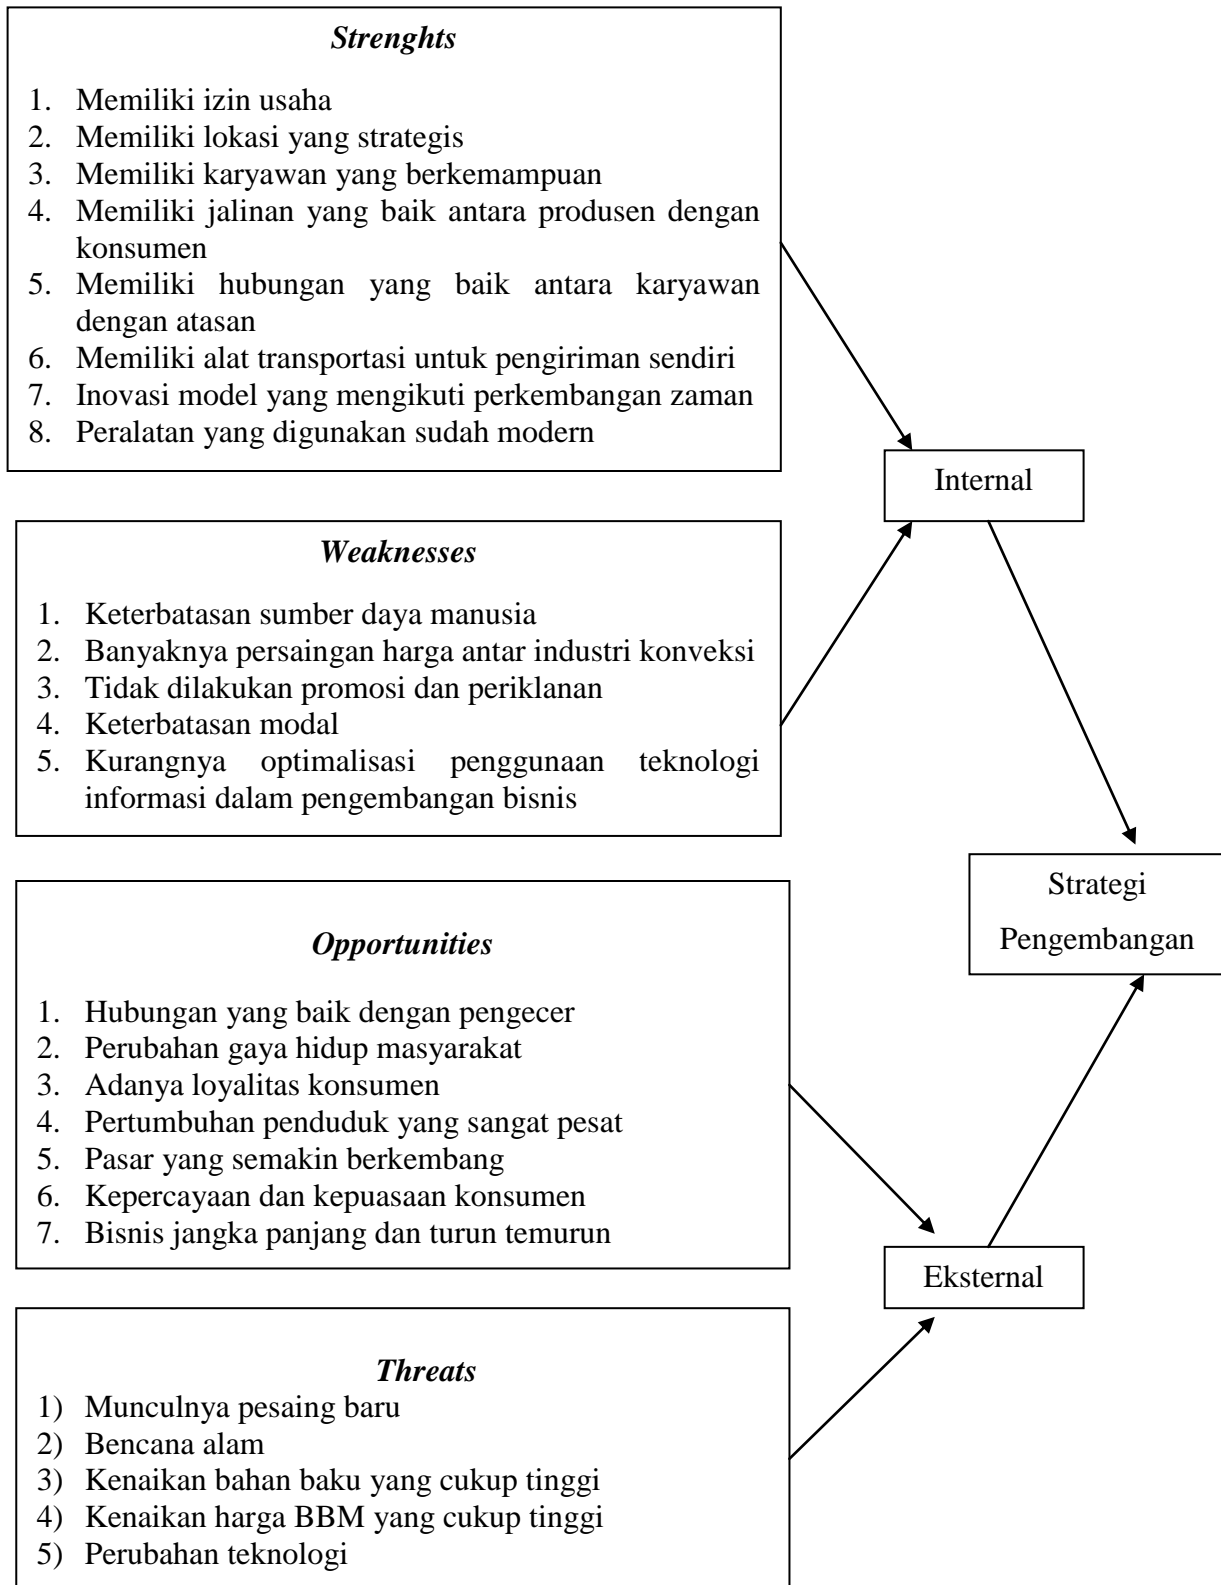 Strenghts
1. Memiliki izin usaha
2. Memiliki lokasi yang strategis
3. Memiliki karyawan yang berkemampuan
4. Memiliki jalinan yang baik antara produsen dengan
konsumen
5. Memiliki hubungan yang baik antara karyawan
dengan atasan
6. Memiliki alat transportasi untuk pengiriman sendiri
7. Inovasi model yang mengikuti perkembangan zaman
8. Peralatan yang digunakan sudah modern
Internal
Weaknesses
1. Keterbatasan sumber daya manusia
2. Banyaknya persaingan harga antar industri konveksi
3. Tidak dilakukan promosi dan periklanan
4. Keterbatasan modal
5. Kurangnya optimalisasi penggunaan teknologi
informasi dalam pengembangan bisnis
Strategi
Pengembangan
Opportunities
1. Hubungan yang baik dengan pengecer
2. Perubahan gaya hidup masyarakat
3. Adanya loyalitas konsumen
4. Pertumbuhan penduduk yang sangat pesat
5. Pasar yang semakin berkembang
6. Kepercayaan dan kepuasaan konsumen
7. Bisnis jangka panjang dan turun temurun
Eksternal
Threats
1) Munculnya pesaing baru
2) Bencana alam
3) Kenaikan bahan baku yang cukup tinggi
4) Kenaikan harga BBM yang cukup tinggi
5) Perubahan teknologi